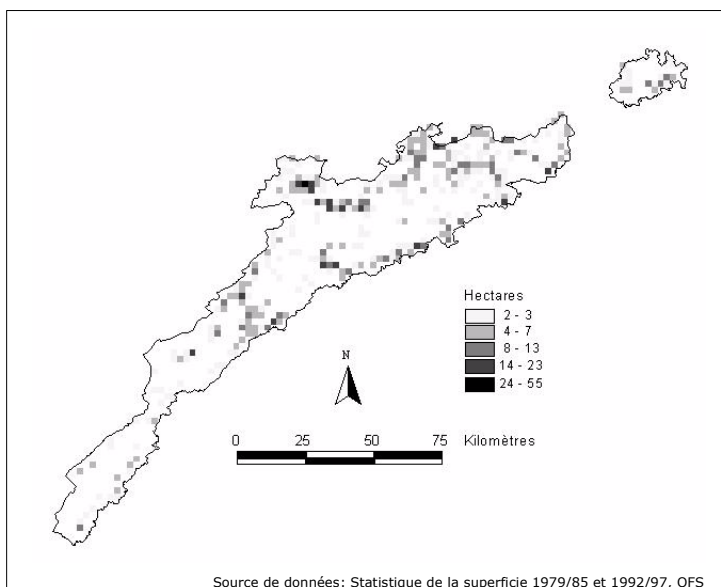 Hectares
2 - 3
4 - 7
8 - 13
14 - 23
24 - 55
N
0 25 50 75 Kilomètres
Source de données: Statistique de la superficie 1979/85 et 1992/97, OFS